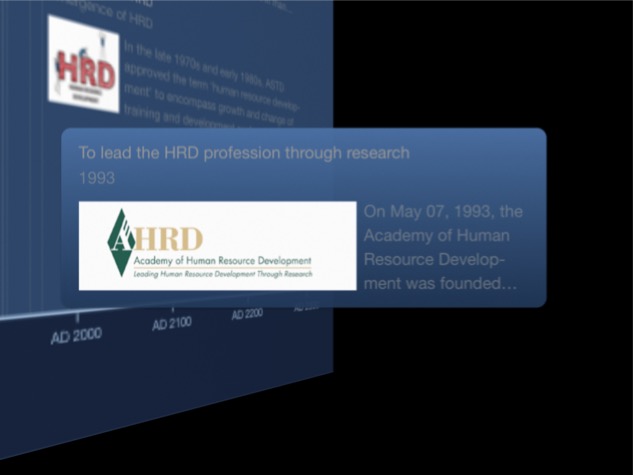 ergence of HRD
HRD
In the late 1970s and early 1980s, ASTD
approved the term 'human resource develop-
ment' to encompass growth and change of
training and development
To lead the HRD profession through research
1993
AHRD
Academy of Human Resource Development
Leading Human Resource Development Through Research
On May 07, 1993, the
Academy of Human
Resource Develop-
ment was founded...
AD 2000
AD 2100
AD 2200